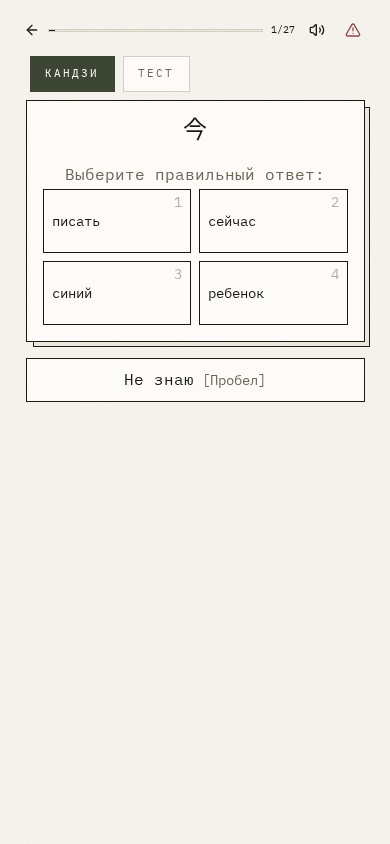 1/27
КАНДЗИ ТЕСТ
今
Выберите правильный ответ:
1 2
писать сейчас
3 4
синий ребенок
Не знаю [Пробел]